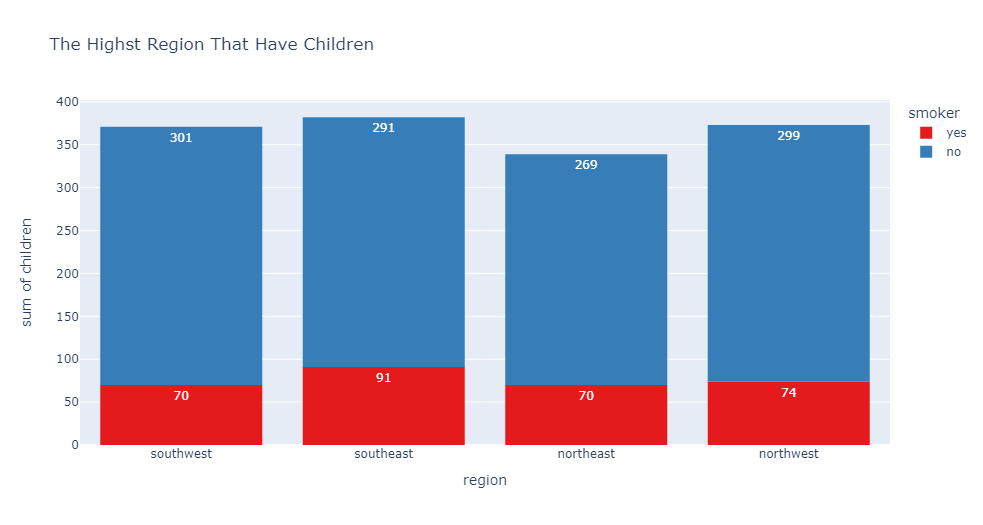 The Highst Region That Have Children
smoker
yes
no
sum of children
400
350
300
250
200
150
100
50
0
301
291
269
299
70
91
70
74
southwest
southeast
northeast
northwest
region